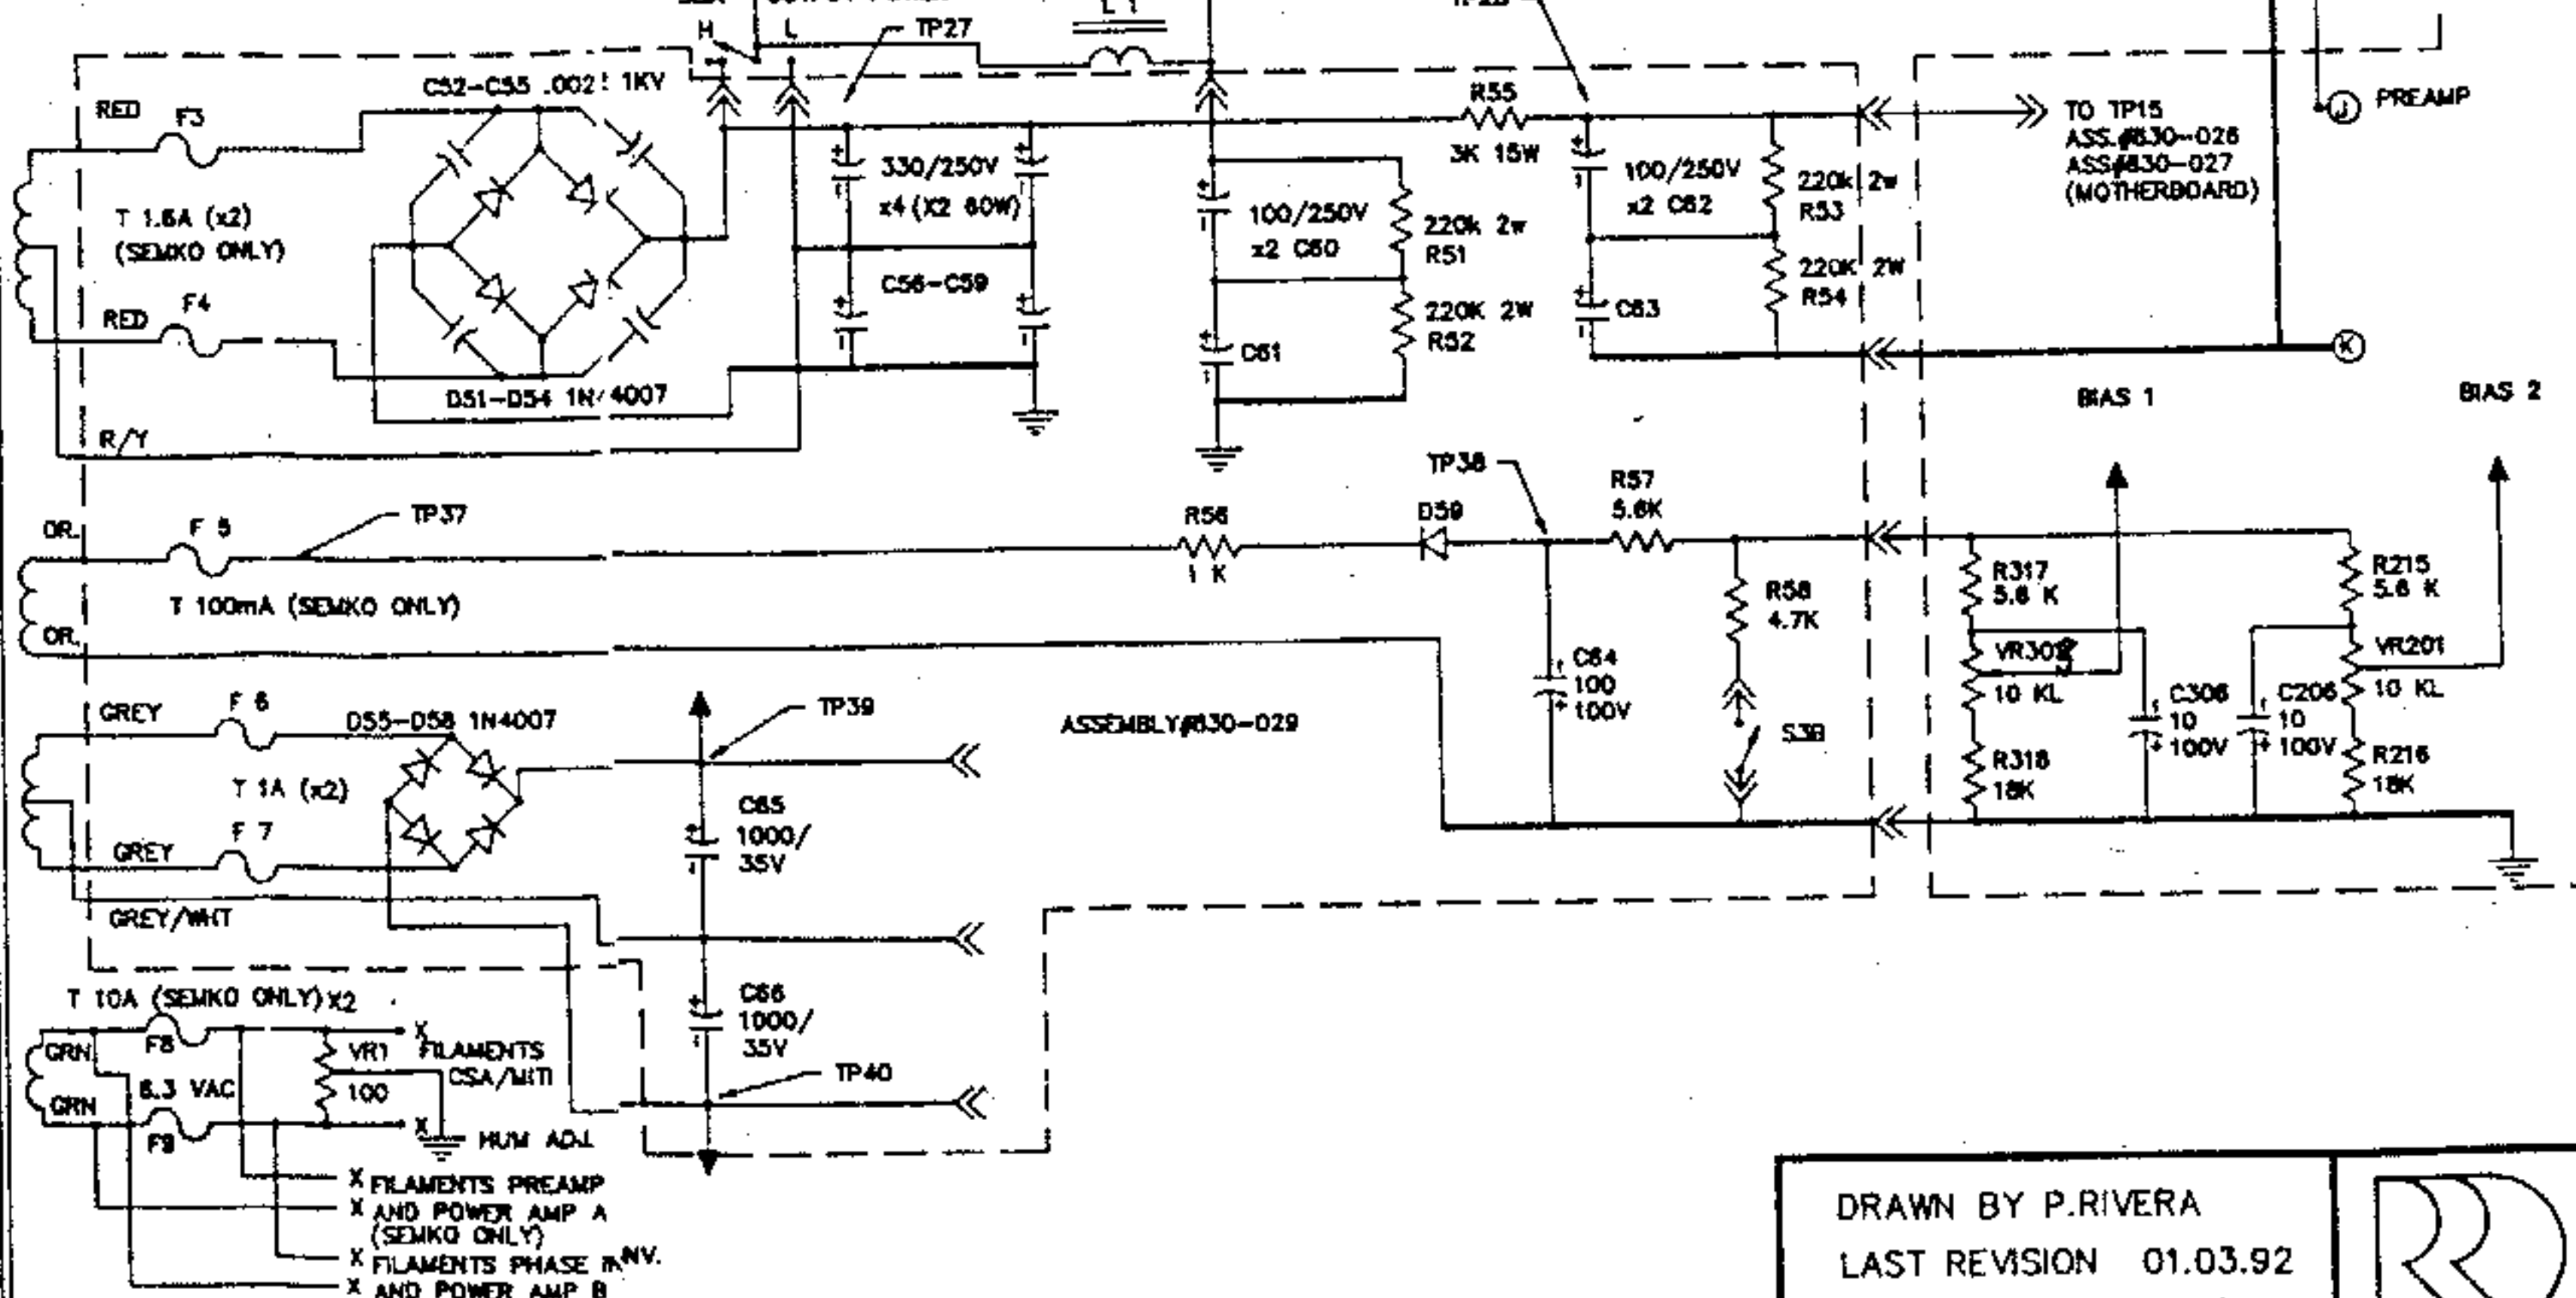 H
L
L 1
TP27
C52-C55 .002 1KV
RED
F3
T 1.6A (x2)
(SEMKO ONLY)
RED
F4
D51-D54 1N/4007
R/Y
330/250V
x4 (X2 60W)
C56-C59
100/250V
x2 C60
C61
220k 2w
R51
220K 2W
R52
R55
3K 15W
100/250V
x2 C62
C63
220k 2w
R53
220K 2W
R54
TO TP15
ASS.#630-026
ASS#630-027
(MOTHERBOARD)
J PREAMP
K
BIAS 1
BIAS 2
OR.
F 5
TP37
T 100mA (SEMKO ONLY)
OR.
R56
1 K
D59
TP38
R57
5.6K
R58
4.7K
C64
100
100V
S3B
R317
5.6 K
10 KL
R318
18K
C306
10
100V
C206
10
100V
R215
5.6 K
VR201
10 KL
R216
18K
GREY
F 6
D55-D58 1N4007
T 1A (x2)
GREY
F 7
GREY/WHT
TP39
C65
1000/
35V
C66
1000/
35V
TP40
ASSEMBLY#630-029
T 10A (SEMKO ONLY) X2
GRN
F8
6.3 VAC
GRN
F9
VR1
100
X
FILAMENTS
X
HUM ADJ.
X FILAMENTS PREAMP
X AND POWER AMP A
(SEMKO ONLY)
X FILAMENTS PHASE INV.
X AND POWER AMP B
DRAWN BY P.RIVERA
LAST REVISION 01.03.92